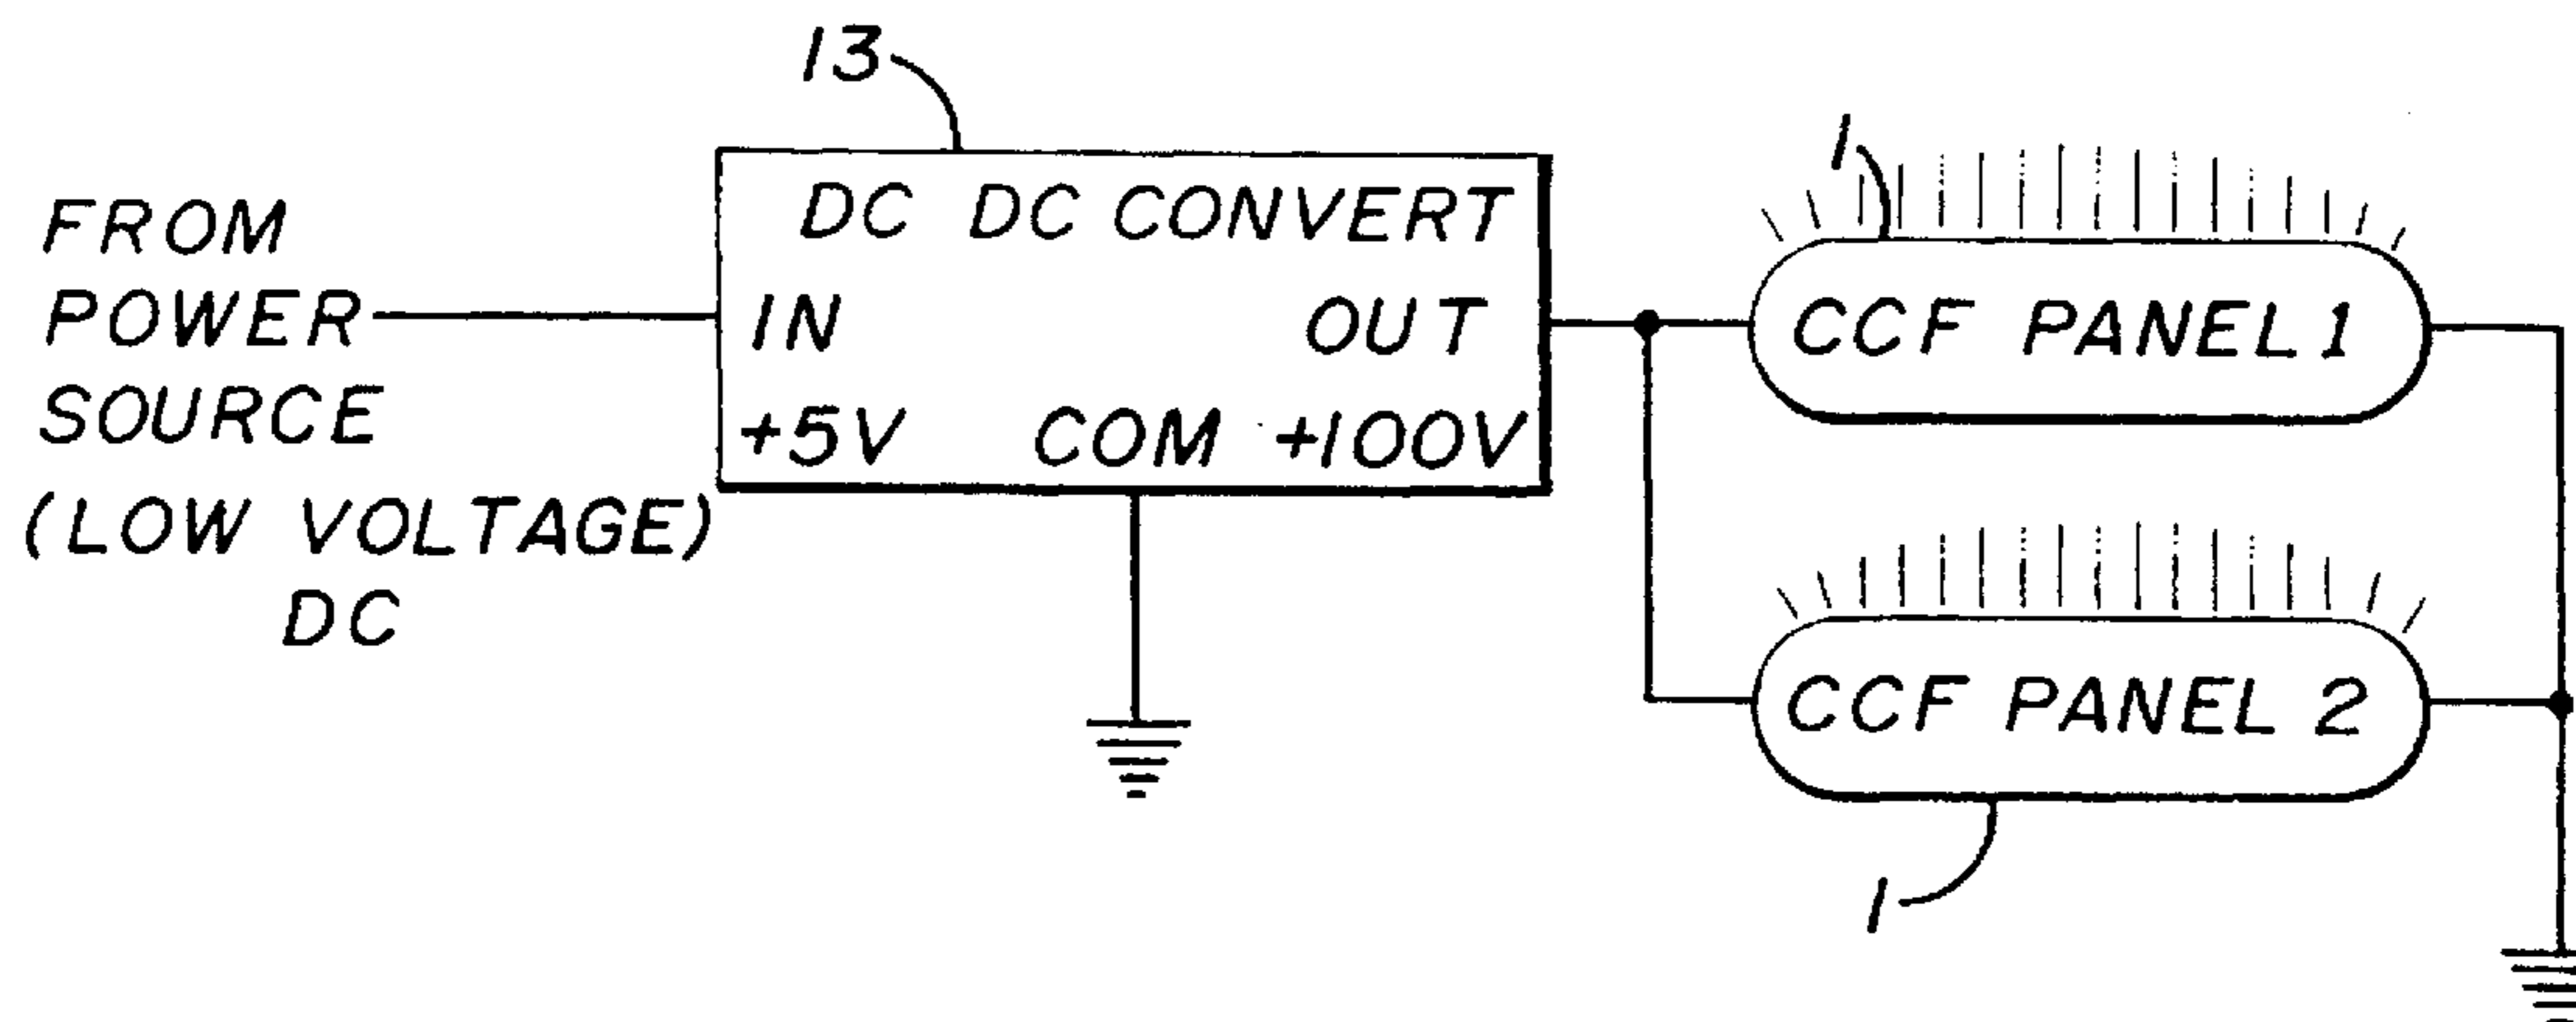 13
FROM
POWER
SOURCE
(LOW VOLTAGE)
DC
DC DC CONVERT
IN OUT
+5V COM +100V
1
CCF PANEL 1
CCF PANEL 2
1